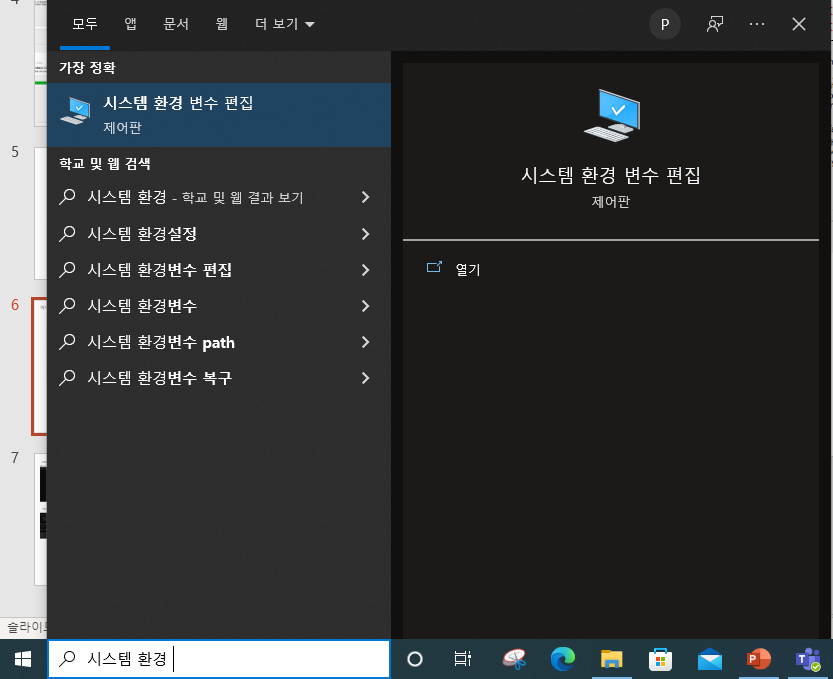 모두 앱 문서 웹 더 보기 P ...
가장 정확
시스템 환경 변수 편집
제어판
학교 및 웹 검색
시스템 환경 - 학교 및 웹 결과 보기
시스템 환경설정
시스템 환경변수 편집
시스템 환경변수
시스템 환경변수 path
시스템 환경변수 복구
시스템 환경 변수 편집
제어판
열기
5
6
7
시스템 환경